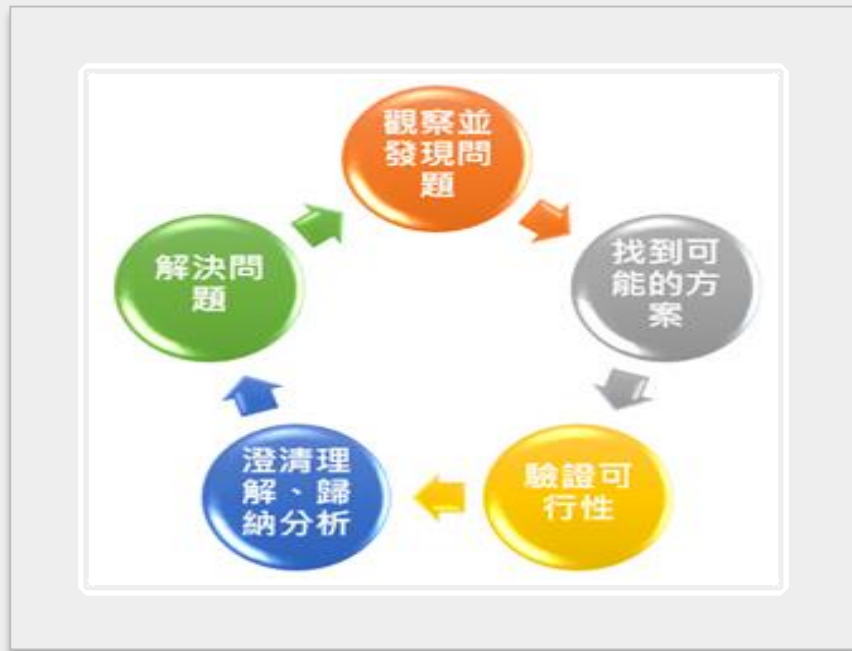 觀察並
發現問
題
找到可
能的方
案
驗證可
行性
澄清理
解、歸
納分析
解決問
題